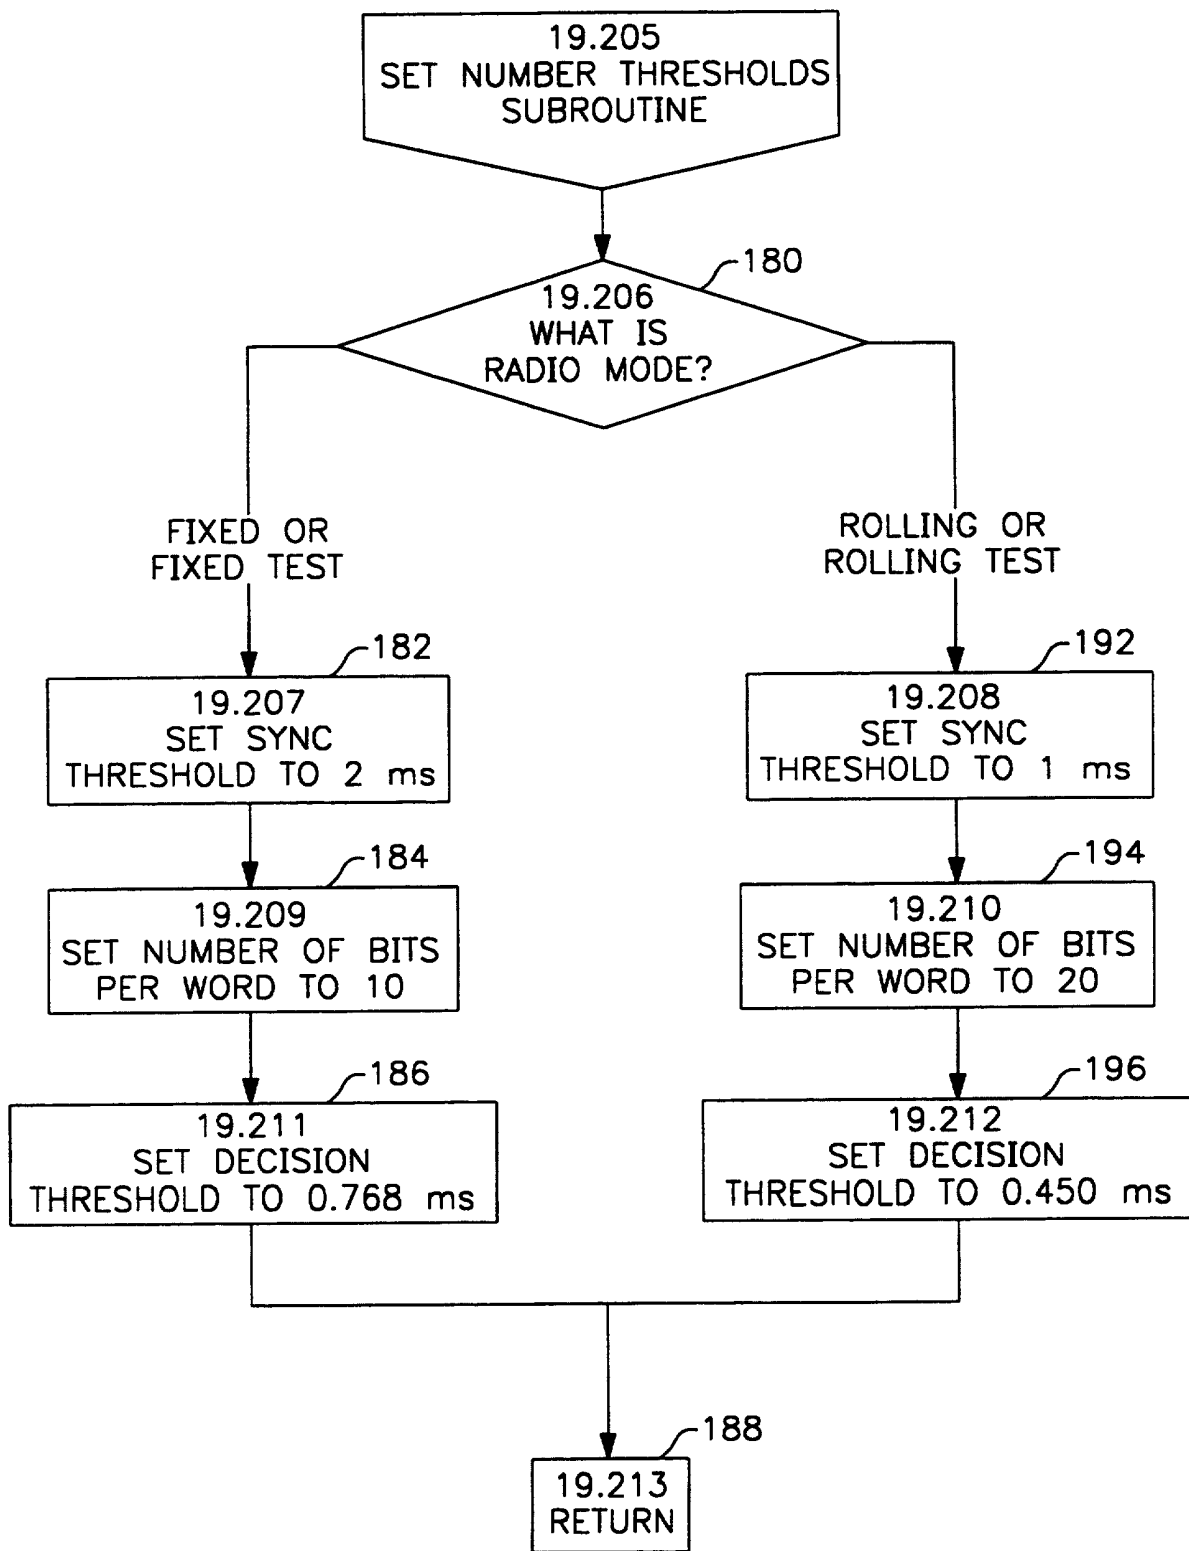 19.205
SET NUMBER THRESHOLDS
SUBROUTINE
180
19.206
WHAT IS
RADIO MODE?
FIXED OR
FIXED TEST
ROLLING OR
ROLLING TEST
182
19.207
SET SYNC
THRESHOLD TO 2 ms
192
19.208
SET SYNC
THRESHOLD TO 1 ms
184
19.209
SET NUMBER OF BITS
PER WORD TO 10
194
19.210
SET NUMBER OF BITS
PER WORD TO 20
186
19.211
SET DECISION
THRESHOLD TO 0.768 ms
196
19.212
SET DECISION
THRESHOLD TO 0.450 ms
188
19.213
RETURN